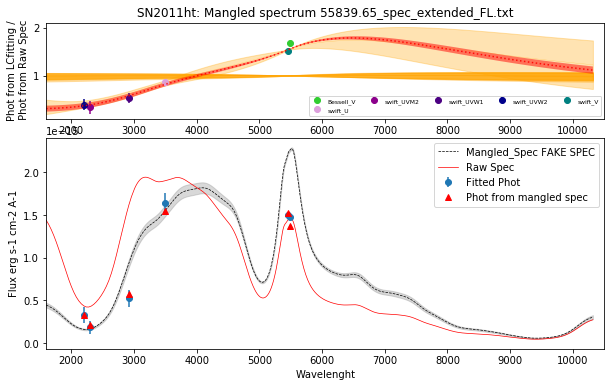 SN2011ht: Mangled spectrum 55839.65_spec_extended_FL.txt
Phot from LCfitting /
Phot from Raw Spec
2
1
Bessell_V
swift_UVM2
swift_UVW1
swift_UVW2
swift_V
swift_U
2000 3000 4000 5000 6000 7000 8000 9000 10000
1e−15
Flux erg s-1 cm-2 A-1
2.0
1.5
1.0
0.5
0.0
Mangled_Spec FAKE SPEC
Raw Spec
Fitted Phot
Phot from mangled spec
2000 3000 4000 5000 6000 7000 8000 9000 10000
Wavelenght